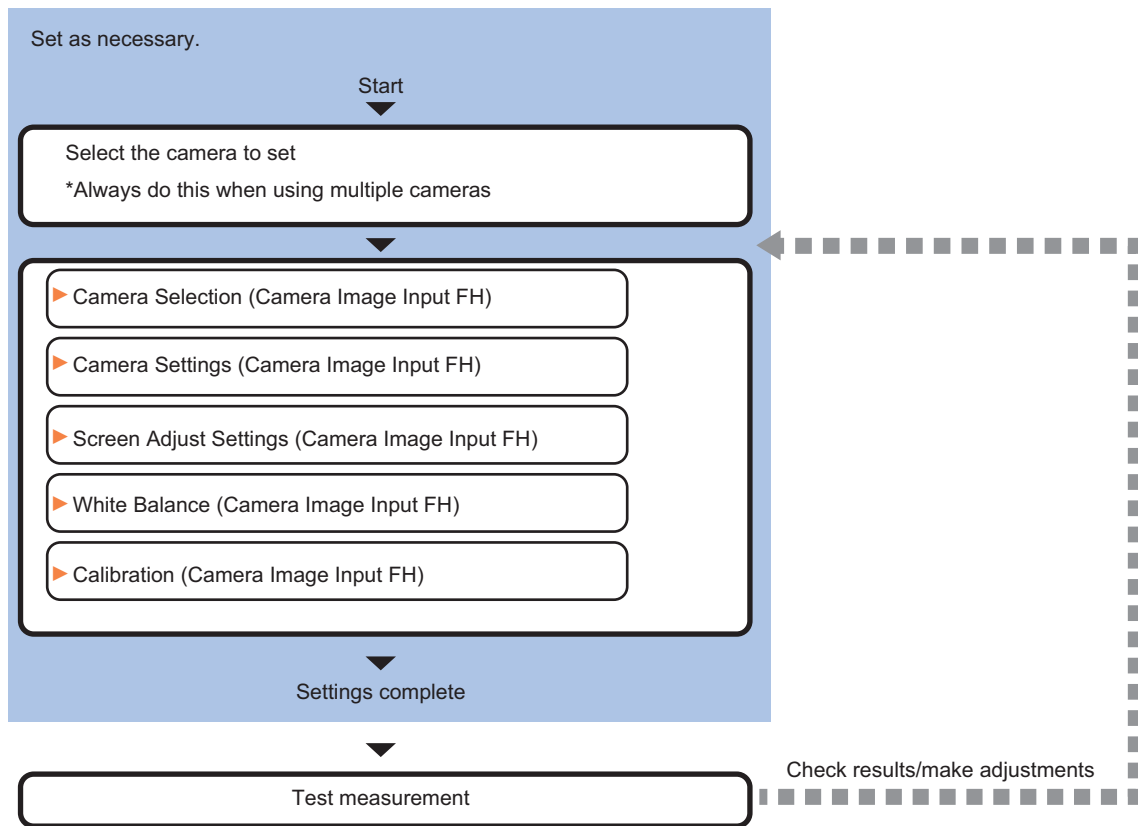 Set as necessary.
Start
Select the camera to set
*Always do this when using multiple cameras
Camera Selection (Camera Image Input FH)
Camera Settings (Camera Image Input FH)
Screen Adjust Settings (Camera Image Input FH)
White Balance (Camera Image Input FH)
Calibration (Camera Image Input FH)
Settings complete
Check results/make adjustments
Test measurement